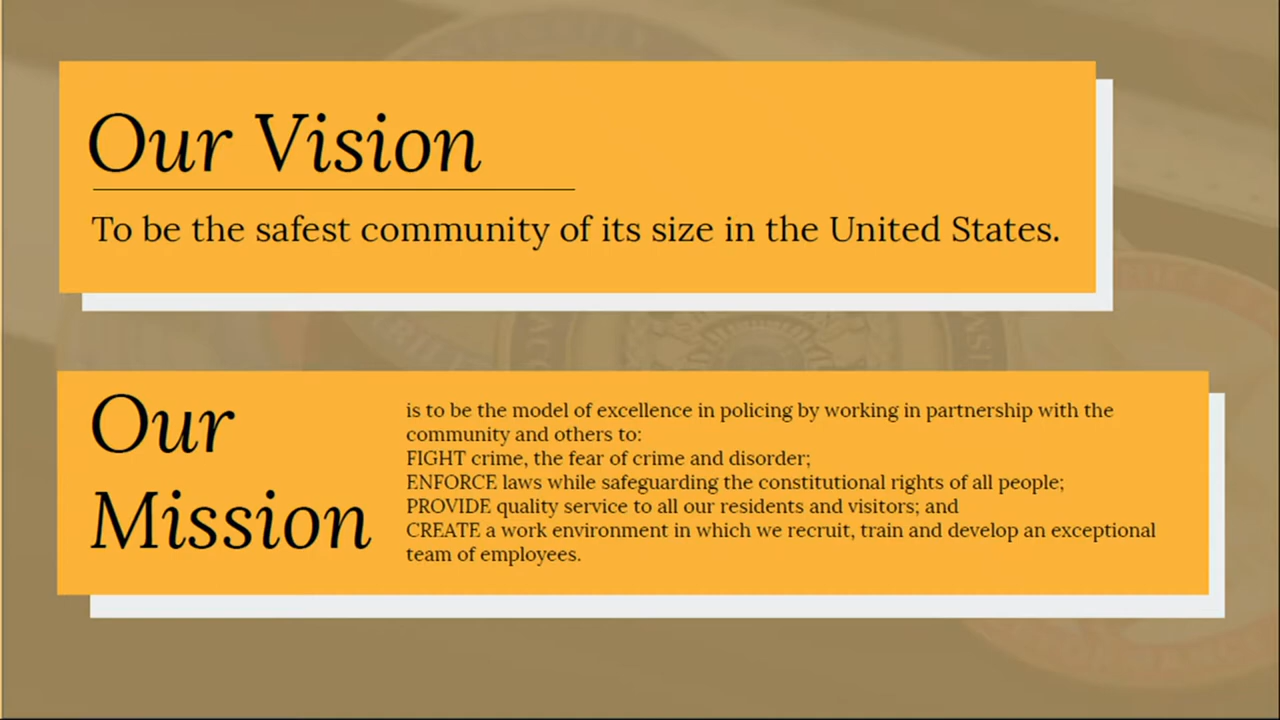 Our Vision
To be the safest community of its size in the United States.
Our
Mission
is to be the model of excellence in policing by working in partnership with the
community and others to:
FIGHT crime, the fear of crime and disorder;
ENFORCE laws while safeguarding the constitutional rights of all people;
PROVIDE quality service to all our residents and visitors; and
CREATE a work environment in which we recruit, train and develop an exceptional
team of employees.